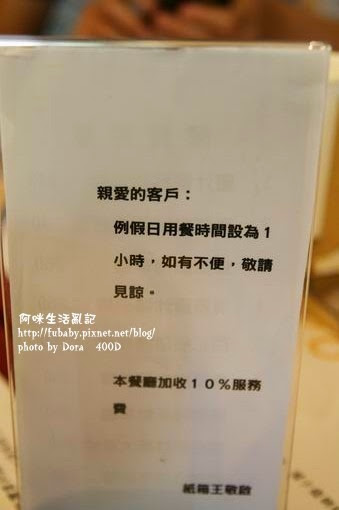 親愛的客戶：
例假日用餐時間設為1
小時，如有不便，敬請
見諒。
阿咪生活亂記
http://fubaby.pixnet.net/blog/
photo by Dora 400D
本餐廳加收10%服務
費
紙箱王敬啟